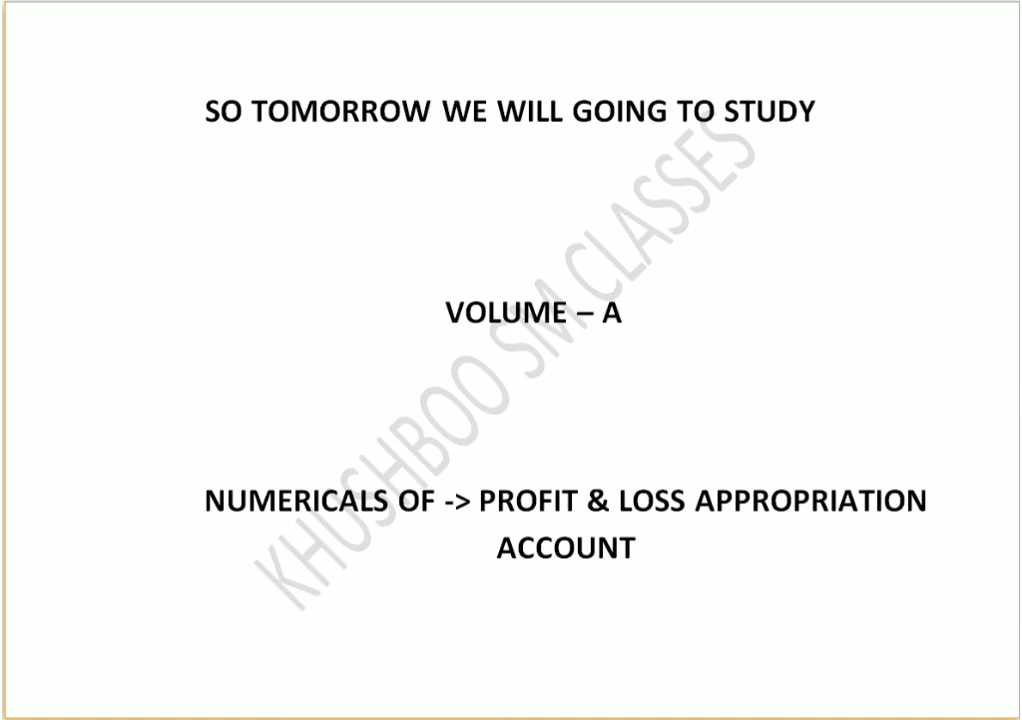 SO TOMORROW WE WILL GOING TO STUDY
VOLUME – A
NUMERICALS OF -> PROFIT & LOSS APPROPRIATION
ACCOUNT
KHUSHBOO SM CLASSES